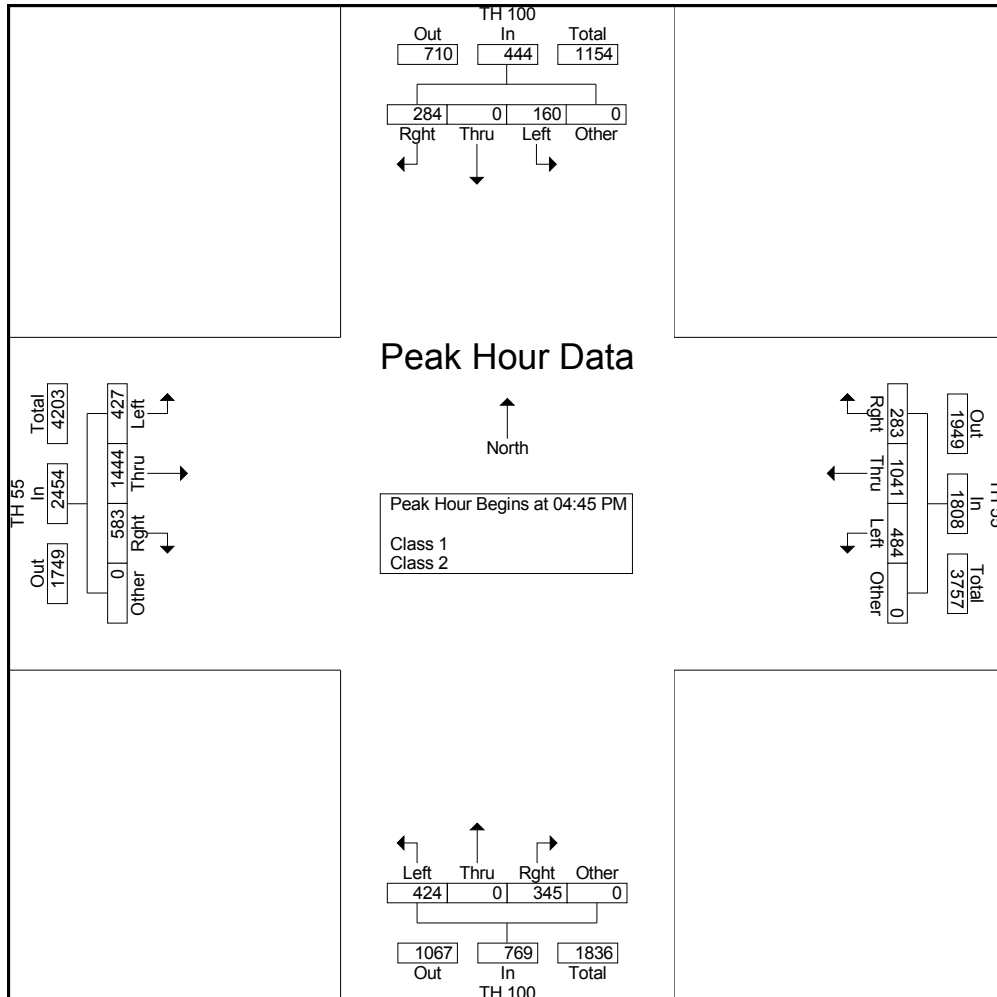 TH 100
Out In Total
710 444 1154
284 0 160 0
Rght Thru Left Other
Peak Hour Data
North
Peak Hour Begins at 04:45 PM
Class 1
Class 2
TH 55
Total In Out
4203 2454 1749
427 1444 583 0
Left Thru Rght Other
Out In Total
1949 1808 3757
283 1041 484 0
Rght Thru Left Other
Left Thru Rght Other
424 0 345 0
1067 769 1836
Out In Total
TH 100